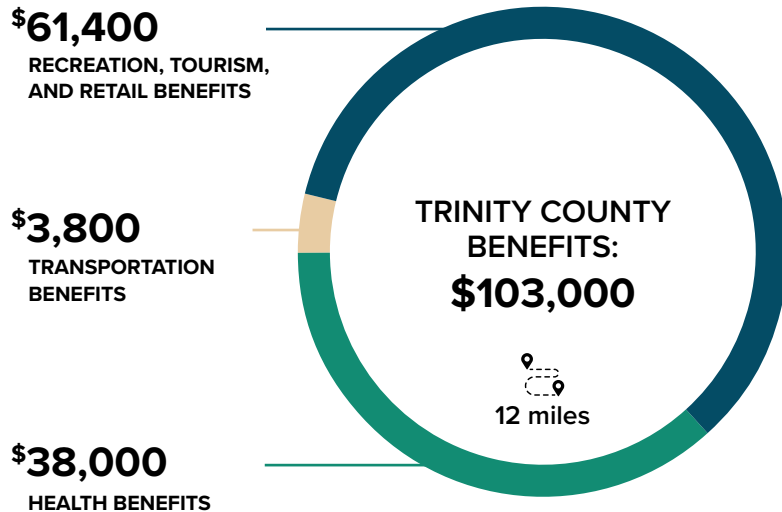 $61,400
RECREATION, TOURISM,
AND RETAIL BENEFITS
$3,800
TRANSPORTATION
BENEFITS
$38,000
HEALTH BENEFITS
TRINITY COUNTY
BENEFITS:
$103,000
12 miles